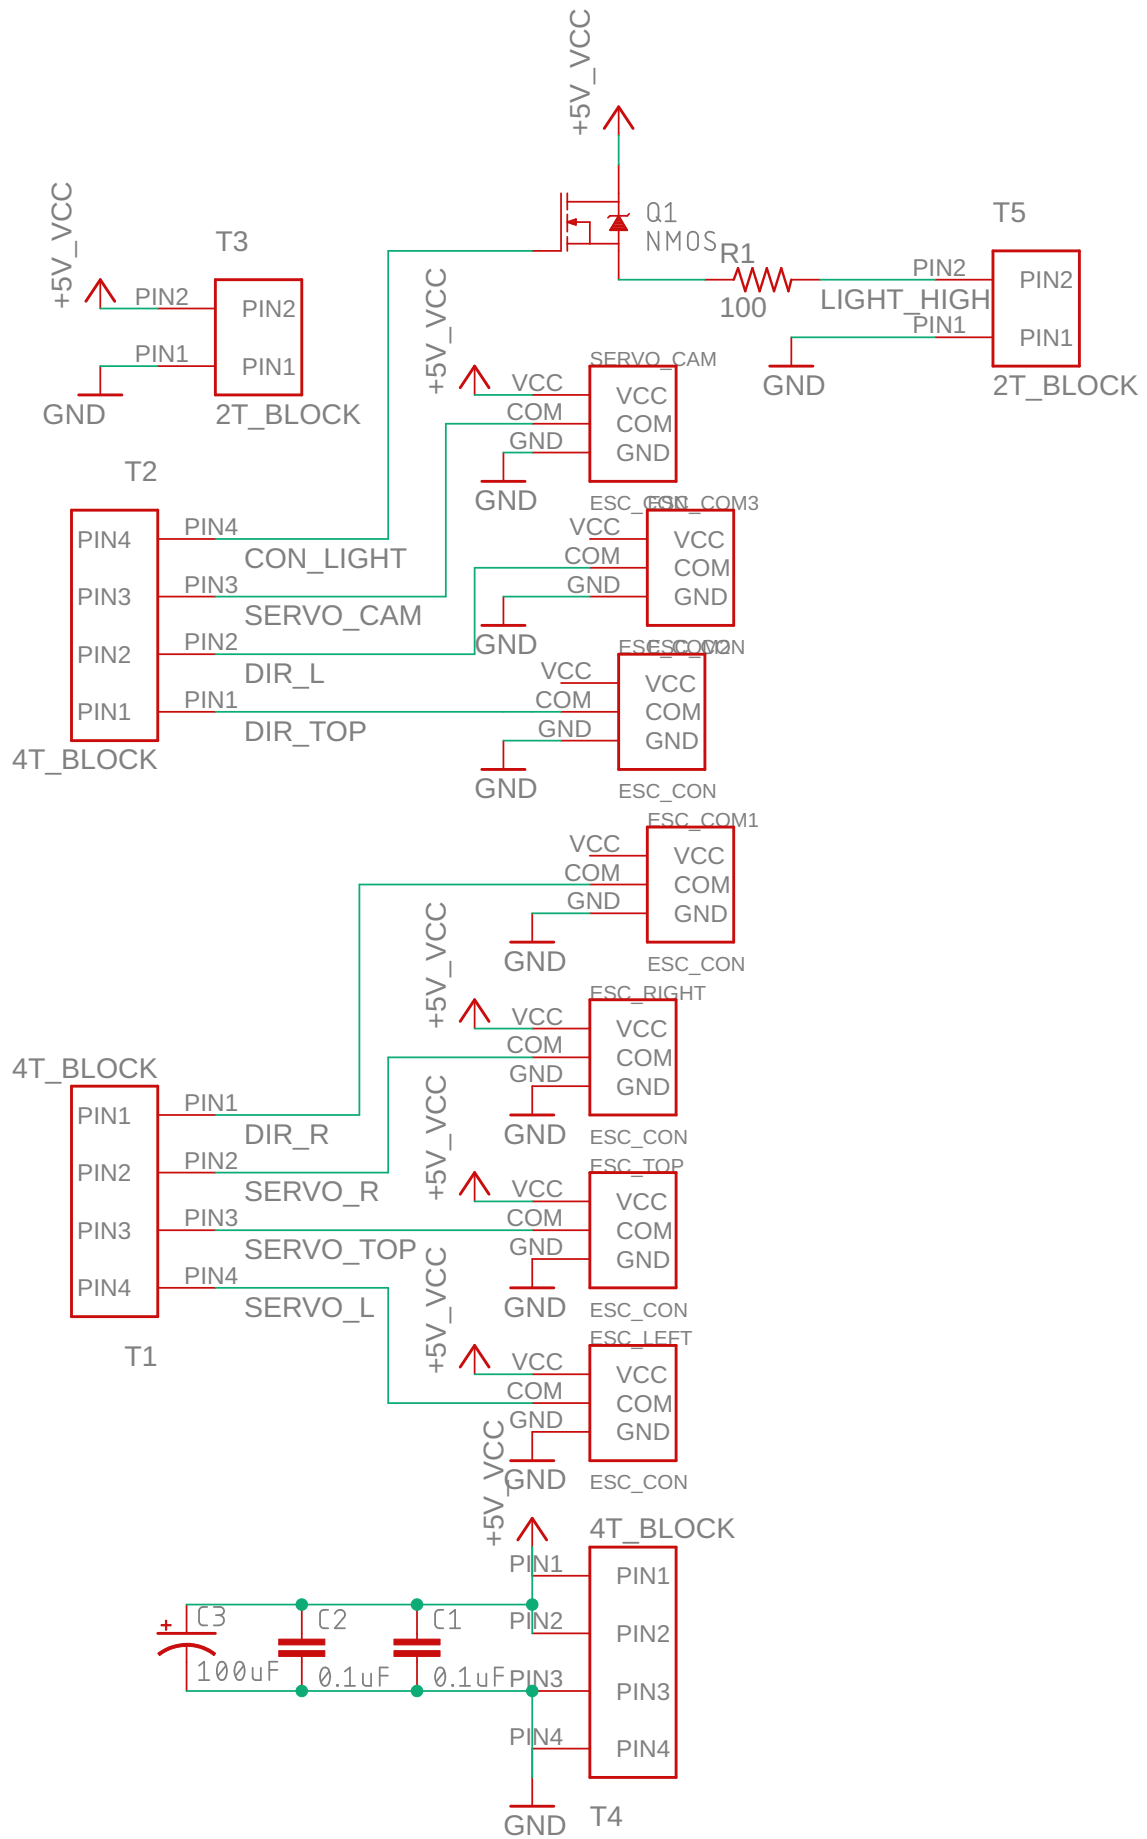 +5V_VCC
Q1
NMOS
R1
100
T5
PIN2
LIGHT_HIGH
PIN1
PIN2
PIN1
GND
2T_BLOCK
+5V_VCC
T3
PIN2
PIN1
PIN2
PIN1
GND
2T_BLOCK
+5V_VCC
SERVO_CAM
VCC
COM
GND
VCC
COM
GND
GND
ESC_CON
T2
PIN4
PIN3
PIN2
PIN1
PIN4
CON_LIGHT
PIN3
SERVO_CAM
PIN2
DIR_L
PIN1
DIR_TOP
4T_BLOCK
ESC_COM3
VCC
COM
GND
VCC
COM
GND
GND
ESC_CON
ESC_COM2
VCC
COM
GND
VCC
COM
GND
GND
ESC_CON
ESC_COM1
VCC
COM
GND
VCC
COM
GND
GND
ESC_CON
+5V_VCC
ESC_RIGHT
VCC
COM
GND
VCC
COM
GND
GND
ESC_CON
4T_BLOCK
PIN1
PIN2
PIN3
PIN4
PIN1
DIR_R
PIN2
SERVO_R
PIN3
SERVO_TOP
PIN4
SERVO_L
T1
+5V_VCC
ESC_TOP
VCC
COM
GND
VCC
COM
GND
GND
ESC_CON
+5V_VCC
ESC_LEFT
VCC
COM
GND
VCC
COM
GND
GND
ESC_CON
+5V_VCC
4T_BLOCK
PIN1
PIN2
PIN3
PIN4
PIN1
PIN2
PIN3
PIN4
+
C3
100uF
C2
0.1uF
C1
0.1uF
GND
T4